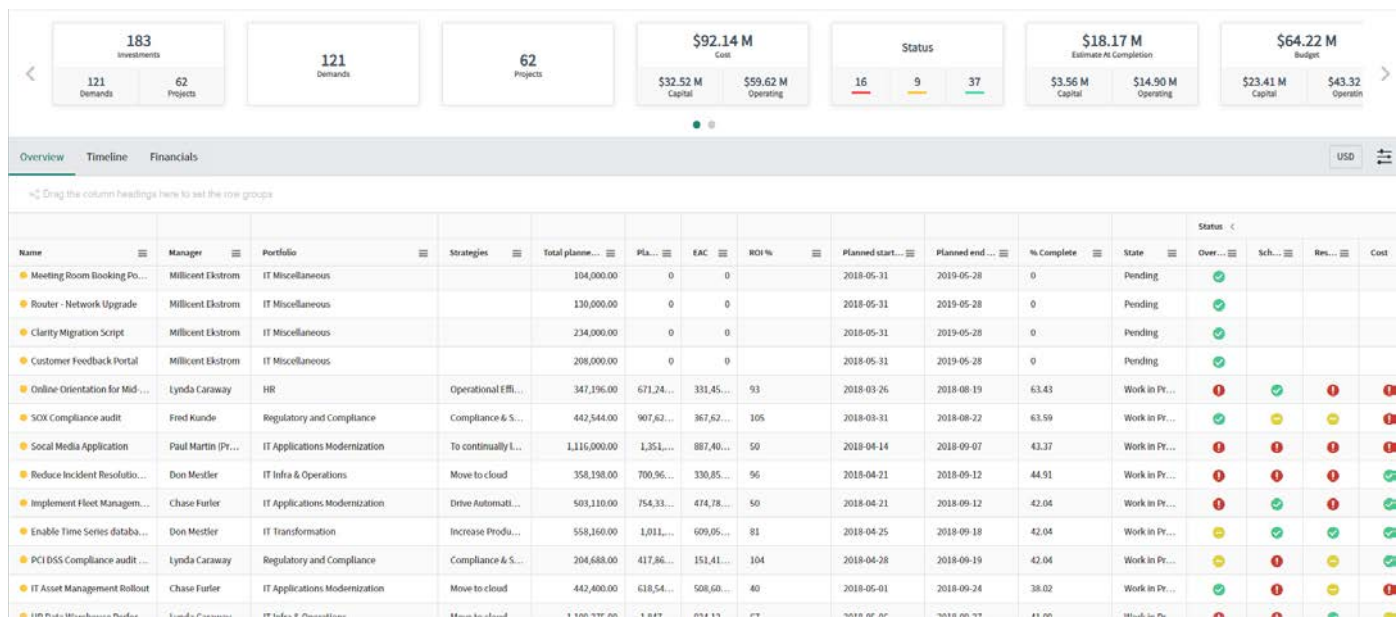 183
Investments
121 62
Demands Projects
121
Demands
62
Projects
$92.14 M
Cost
$32.52 M $59.62 M
Capital Operating
Status
16 9 37
$18.17 M
Estimate At Completion
$3.56 M $14.90 M
Capital Operating
$64.22 M
Budget
$23.41 M $43.32
Capital Operatin
Overview Timeline Financials USD
Drag the column headings here to set the row groups
Status <
Name Manager Portfolio Strategies Total planne... Pla... EAC ROI % Planned start... Planned end ... % Complete State Over... Sch... Res... Cost
Meeting Room Booking Po... Millicent Ekstrom IT Miscellaneous 104,000.00 0 0 2018-05-31 2019-05-28 0 Pending
Router - Network Upgrade Millicent Ekstrom IT Miscellaneous 130,000.00 0 0 2018-05-31 2019-05-28 0 Pending
Clarity Migration Script Millicent Ekstrom IT Miscellaneous 234,000.00 0 0 2018-05-31 2019-05-28 0 Pending
Customer Feedback Portal Millicent Ekstrom IT Miscellaneous 208,000.00 0 0 2018-05-31 2019-05-28 0 Pending
Online Orientation for Mid-... Lynda Caraway HR Operational Effi... 347,196.00 671,24... 331,45... 93 2018-03-26 2018-08-19 63.43 Work in Pr...
SOX Compliance audit Fred Kunde Regulatory and Compliance Compliance & S... 442,544.00 907,62... 367,62... 105 2018-03-31 2018-08-22 63.59 Work in Pr...
Socal Media Application Paul Martin (Pr... IT Applications Modernization To continually l... 1,116,000.00 1,351,... 887,40... 50 2018-04-14 2018-09-07 43.37 Work in Pr...
Reduce Incident Resolutio... Don Mestler IT Infra & Operations Move to cloud 358,198.00 700,96... 330,85... 96 2018-04-21 2018-09-12 44.91 Work in Pr...
Implement Fleet Managem... Chase Furler IT Applications Modernization Drive Automati... 503,110.00 754,33... 474,78... 50 2018-04-21 2018-09-12 42.04 Work in Pr...
Enable Time Series databa... Don Mestler IT Transformation Increase Produ... 558,160.00 1,011,... 609,05... 81 2018-04-25 2018-09-18 42.04 Work in Pr...
PCI DSS Compliance audit ... Lynda Caraway Regulatory and Compliance Compliance & S... 204,688.00 417,86... 151,41... 104 2018-04-28 2018-09-19 42.04 Work in Pr...
IT Asset Management Rollout Chase Furler IT Applications Modernization Move to cloud 442,400.00 618,54... 508,60... 40 2018-05-01 2018-09-24 38.02 Work in Pr...